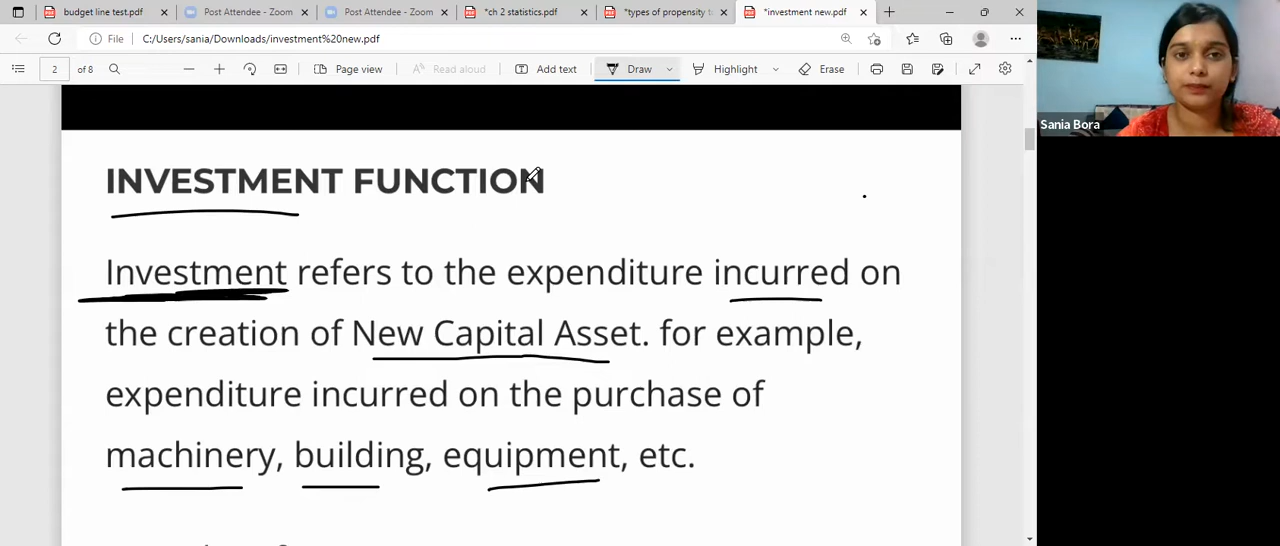 budget line test.pdf
Post Attendee - Zoom
Post Attendee - Zoom
*ch 2 statistics.pdf
*types of propensity t
*investment new.pdf
File
C:/Users/sania/Downloads/investment%20new.pdf
2 of 8
Page view
Read aloud
Add text
Draw
Highlight
Erase
Sania Bora
INVESTMENT FUNCTION
Investment refers to the expenditure incurred on
the creation of New Capital Asset. for example,
expenditure incurred on the purchase of
machinery, building, equipment, etc.